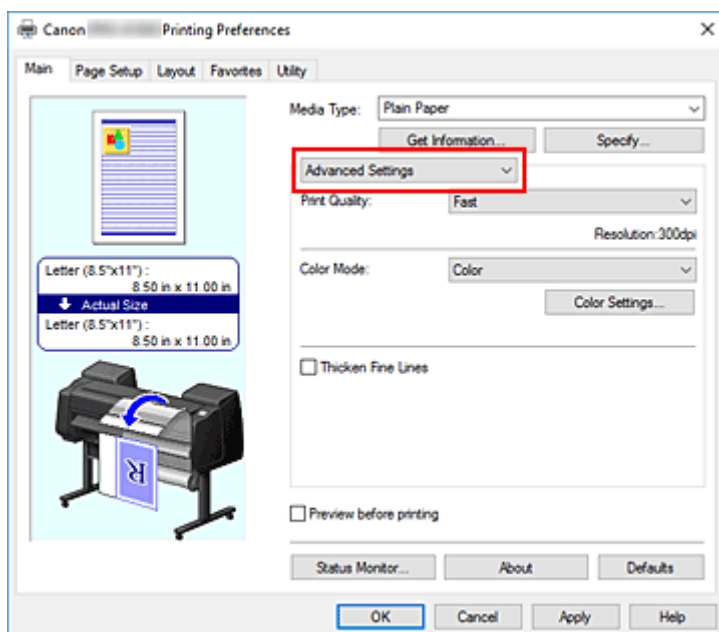 Canon Printing Preferences
Main Page Setup Layout Favorites Utility
Media Type: Plain Paper
Get Information... Specify...
Advanced Settings
Print Quality: Fast
Resolution:300dpi
Color Mode: Color
Color Settings...
Thicken Fine Lines
Letter (8.5"x11") :
8.50 in x 11.00 in
Actual Size
Letter (8.5"x11") :
8.50 in x 11.00 in
R
Preview before printing
Status Monitor... About Defaults
OK Cancel Apply Help